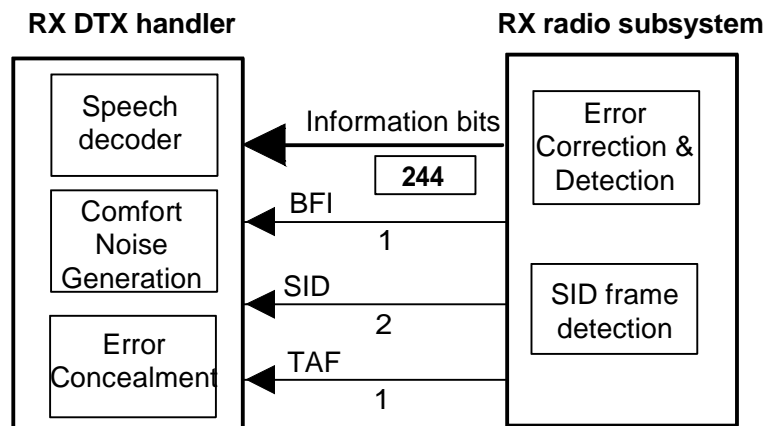 RX DTX handler
RX radio subsystem
Speech
decoder
Information bits
244
Error
Correction &
Detection
Comfort
Noise
Generation
BFI
1
SID
2
SID frame
detection
Error
Concealment
TAF
1